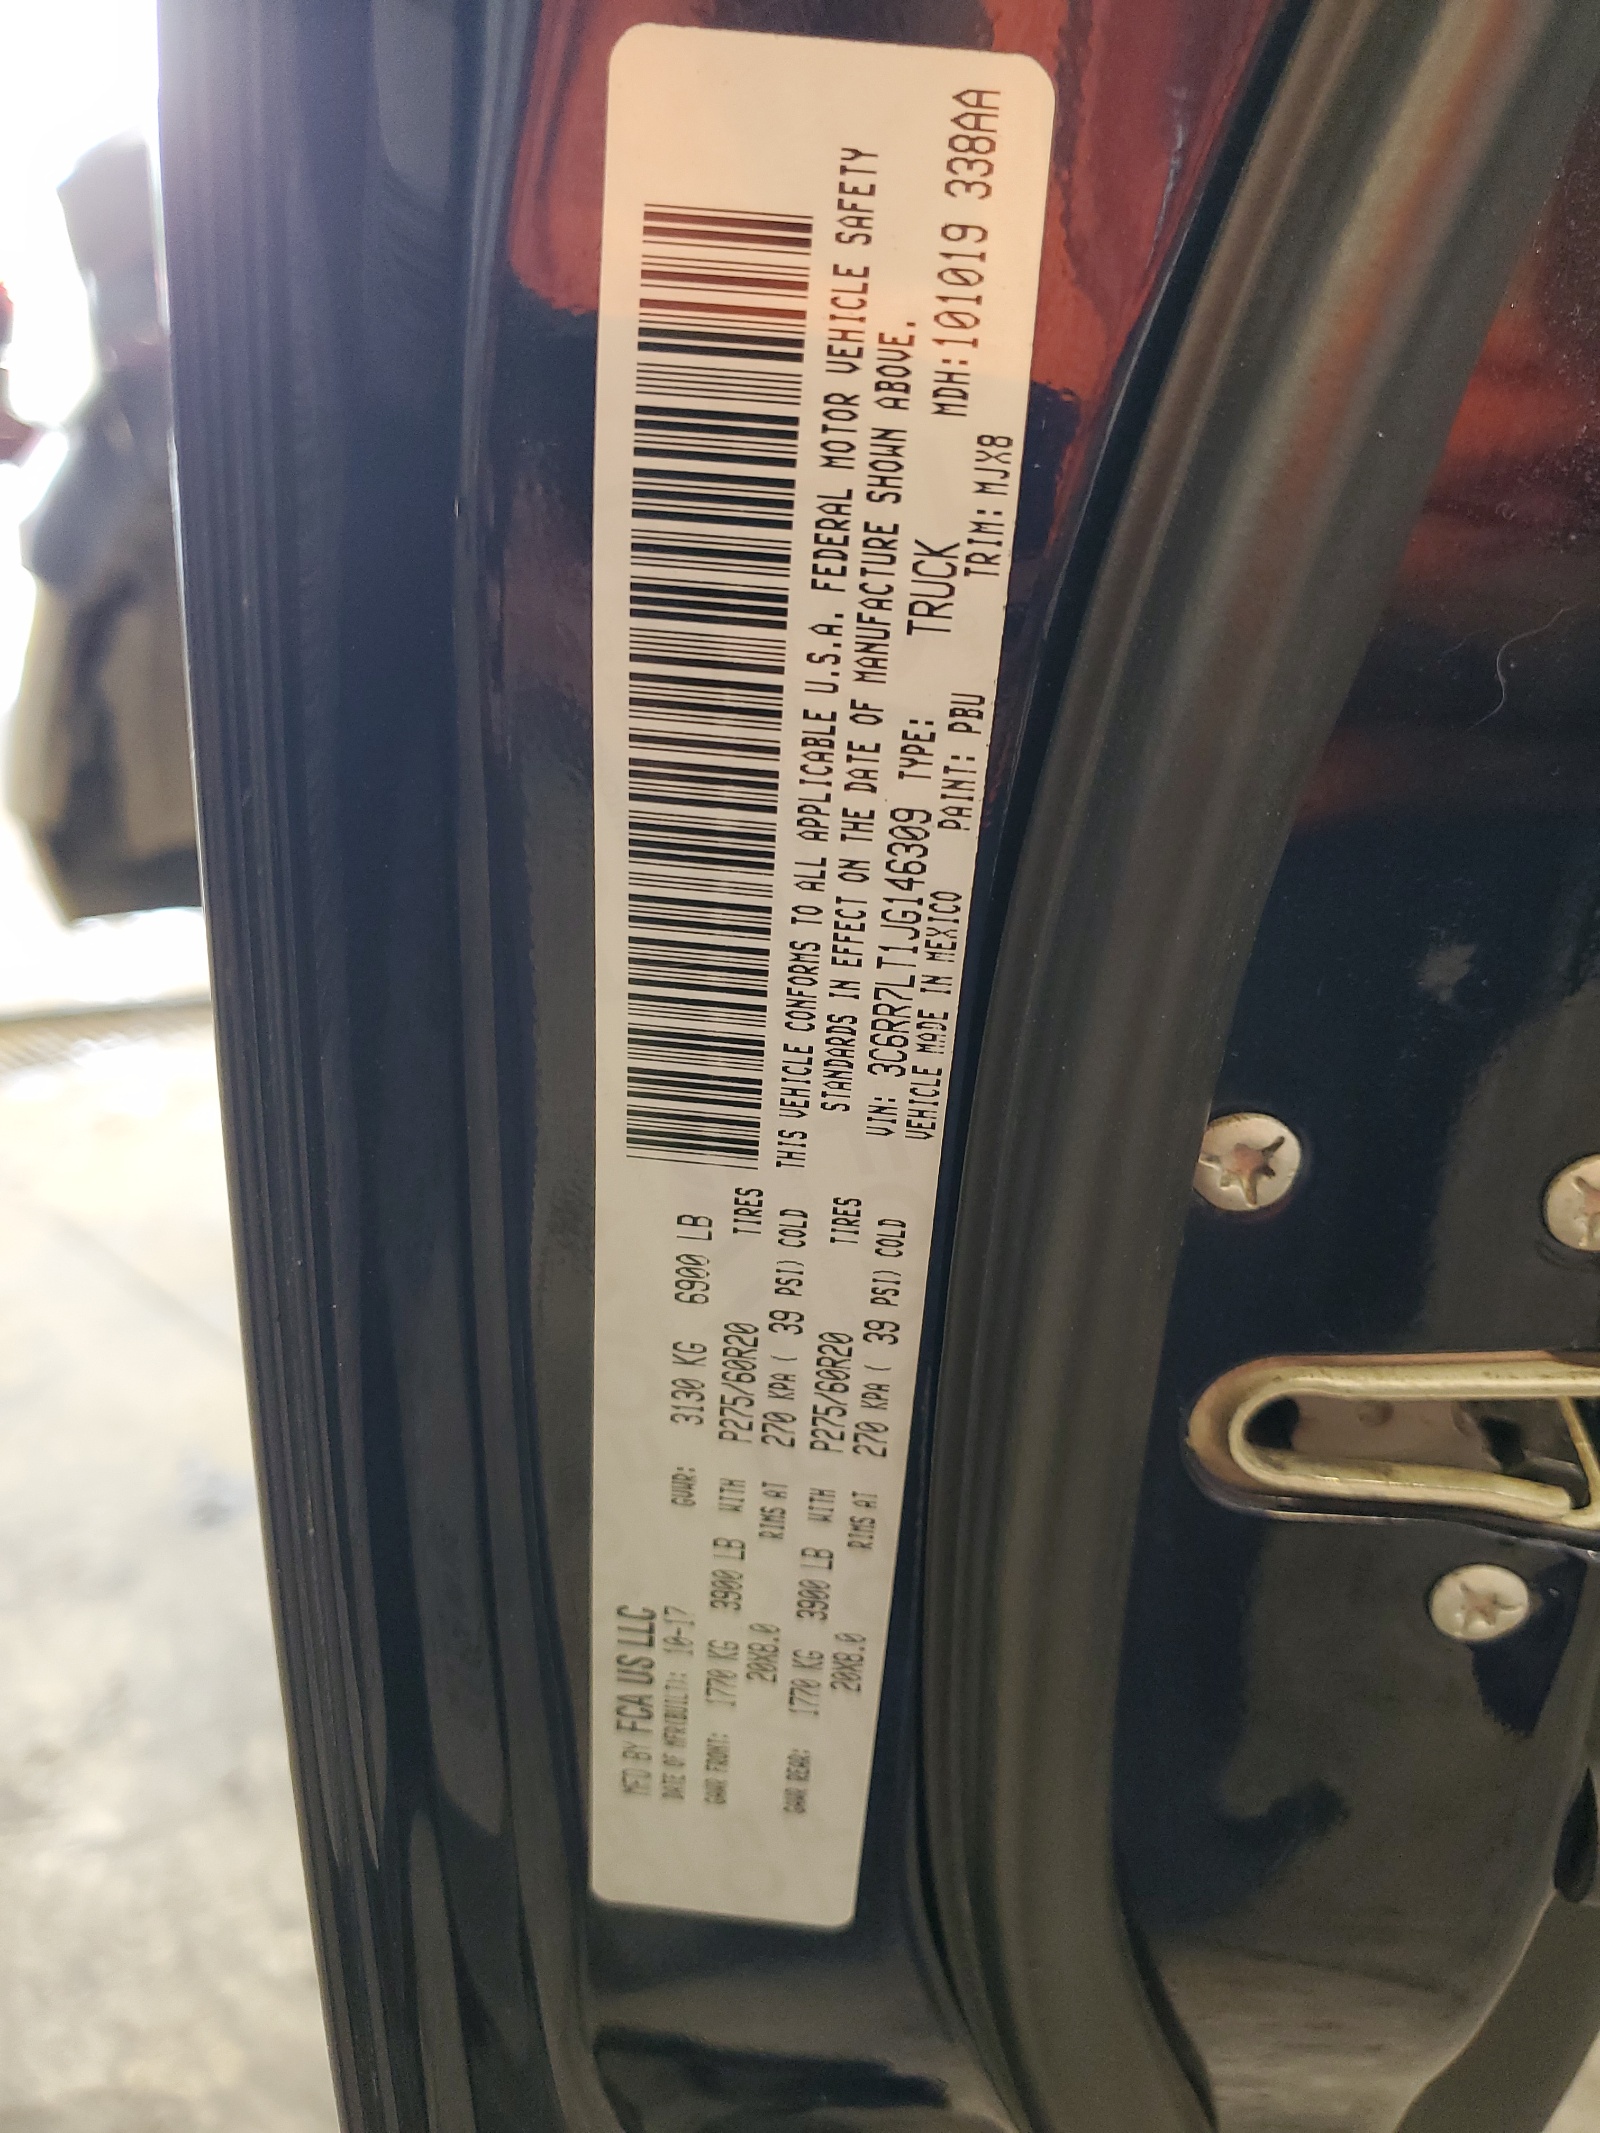 MFD BY FCA US LLC
DATE OF MFR(BUILT): 10-17 GVWR: 3130 KG 6900 LB
GAWR FRONT: 1770 KG 3900 LB WITH P275/60R20 TIRES
20X8.0 RIMS AT 270 KPA ( 39 PSI) COLD
GAWR REAR: 1770 KG 3900 LB WITH P275/60R20 TIRES
20X8.0 RIMS AT 270 KPA ( 39 PSI) COLD
THIS VEHICLE CONFORMS TO ALL APPLICABLE U.S.A. FEDERAL MOTOR VEHICLE SAFETY
STANDARDS IN EFFECT ON THE DATE OF MANUFACTURE SHOWN ABOVE.
VIN: 3C6RR7LT1JG146309 TYPE: TRUCK MDH:101019 338AA
VEHICLE MADE IN MEXICO PAINT: PBU TRIM: MJX8